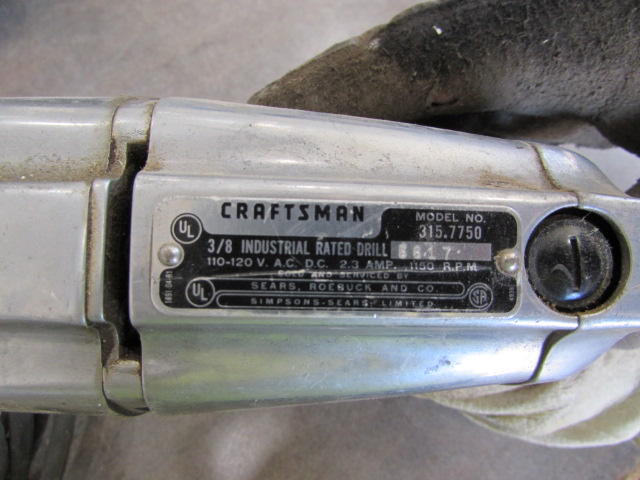 CRAFTSMAN
MODEL NO.
315.7750
UL
3/8 INDUSTRIAL RATED DRILL
110-120 V. A.C. D.C. 2.3 AMP. 1150 R.P.M
SOLD AND SERVICED BY
UL
SEARS, ROEBUCK AND CO.
SIMPSONS-SEARS LIMITED